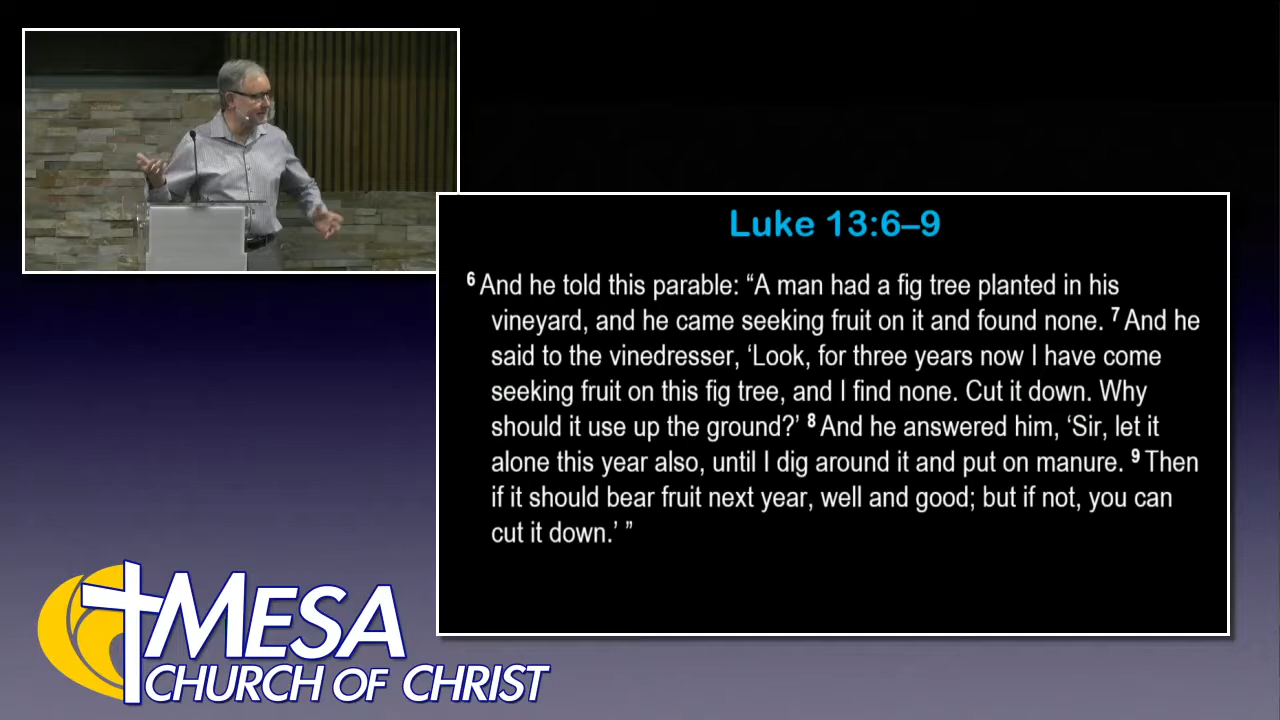 Luke 13:6–9
6 And he told this parable: “A man had a fig tree planted in his
vineyard, and he came seeking fruit on it and found none. 7 And he
said to the vinedresser, ‘Look, for three years now I have come
seeking fruit on this fig tree, and I find none. Cut it down. Why
should it use up the ground?’ 8 And he answered him, ‘Sir, let it
alone this year also, until I dig around it and put on manure. 9 Then
if it should bear fruit next year, well and good; but if not, you can
cut it down.’ ”
MESA
CHURCH OF CHRIST